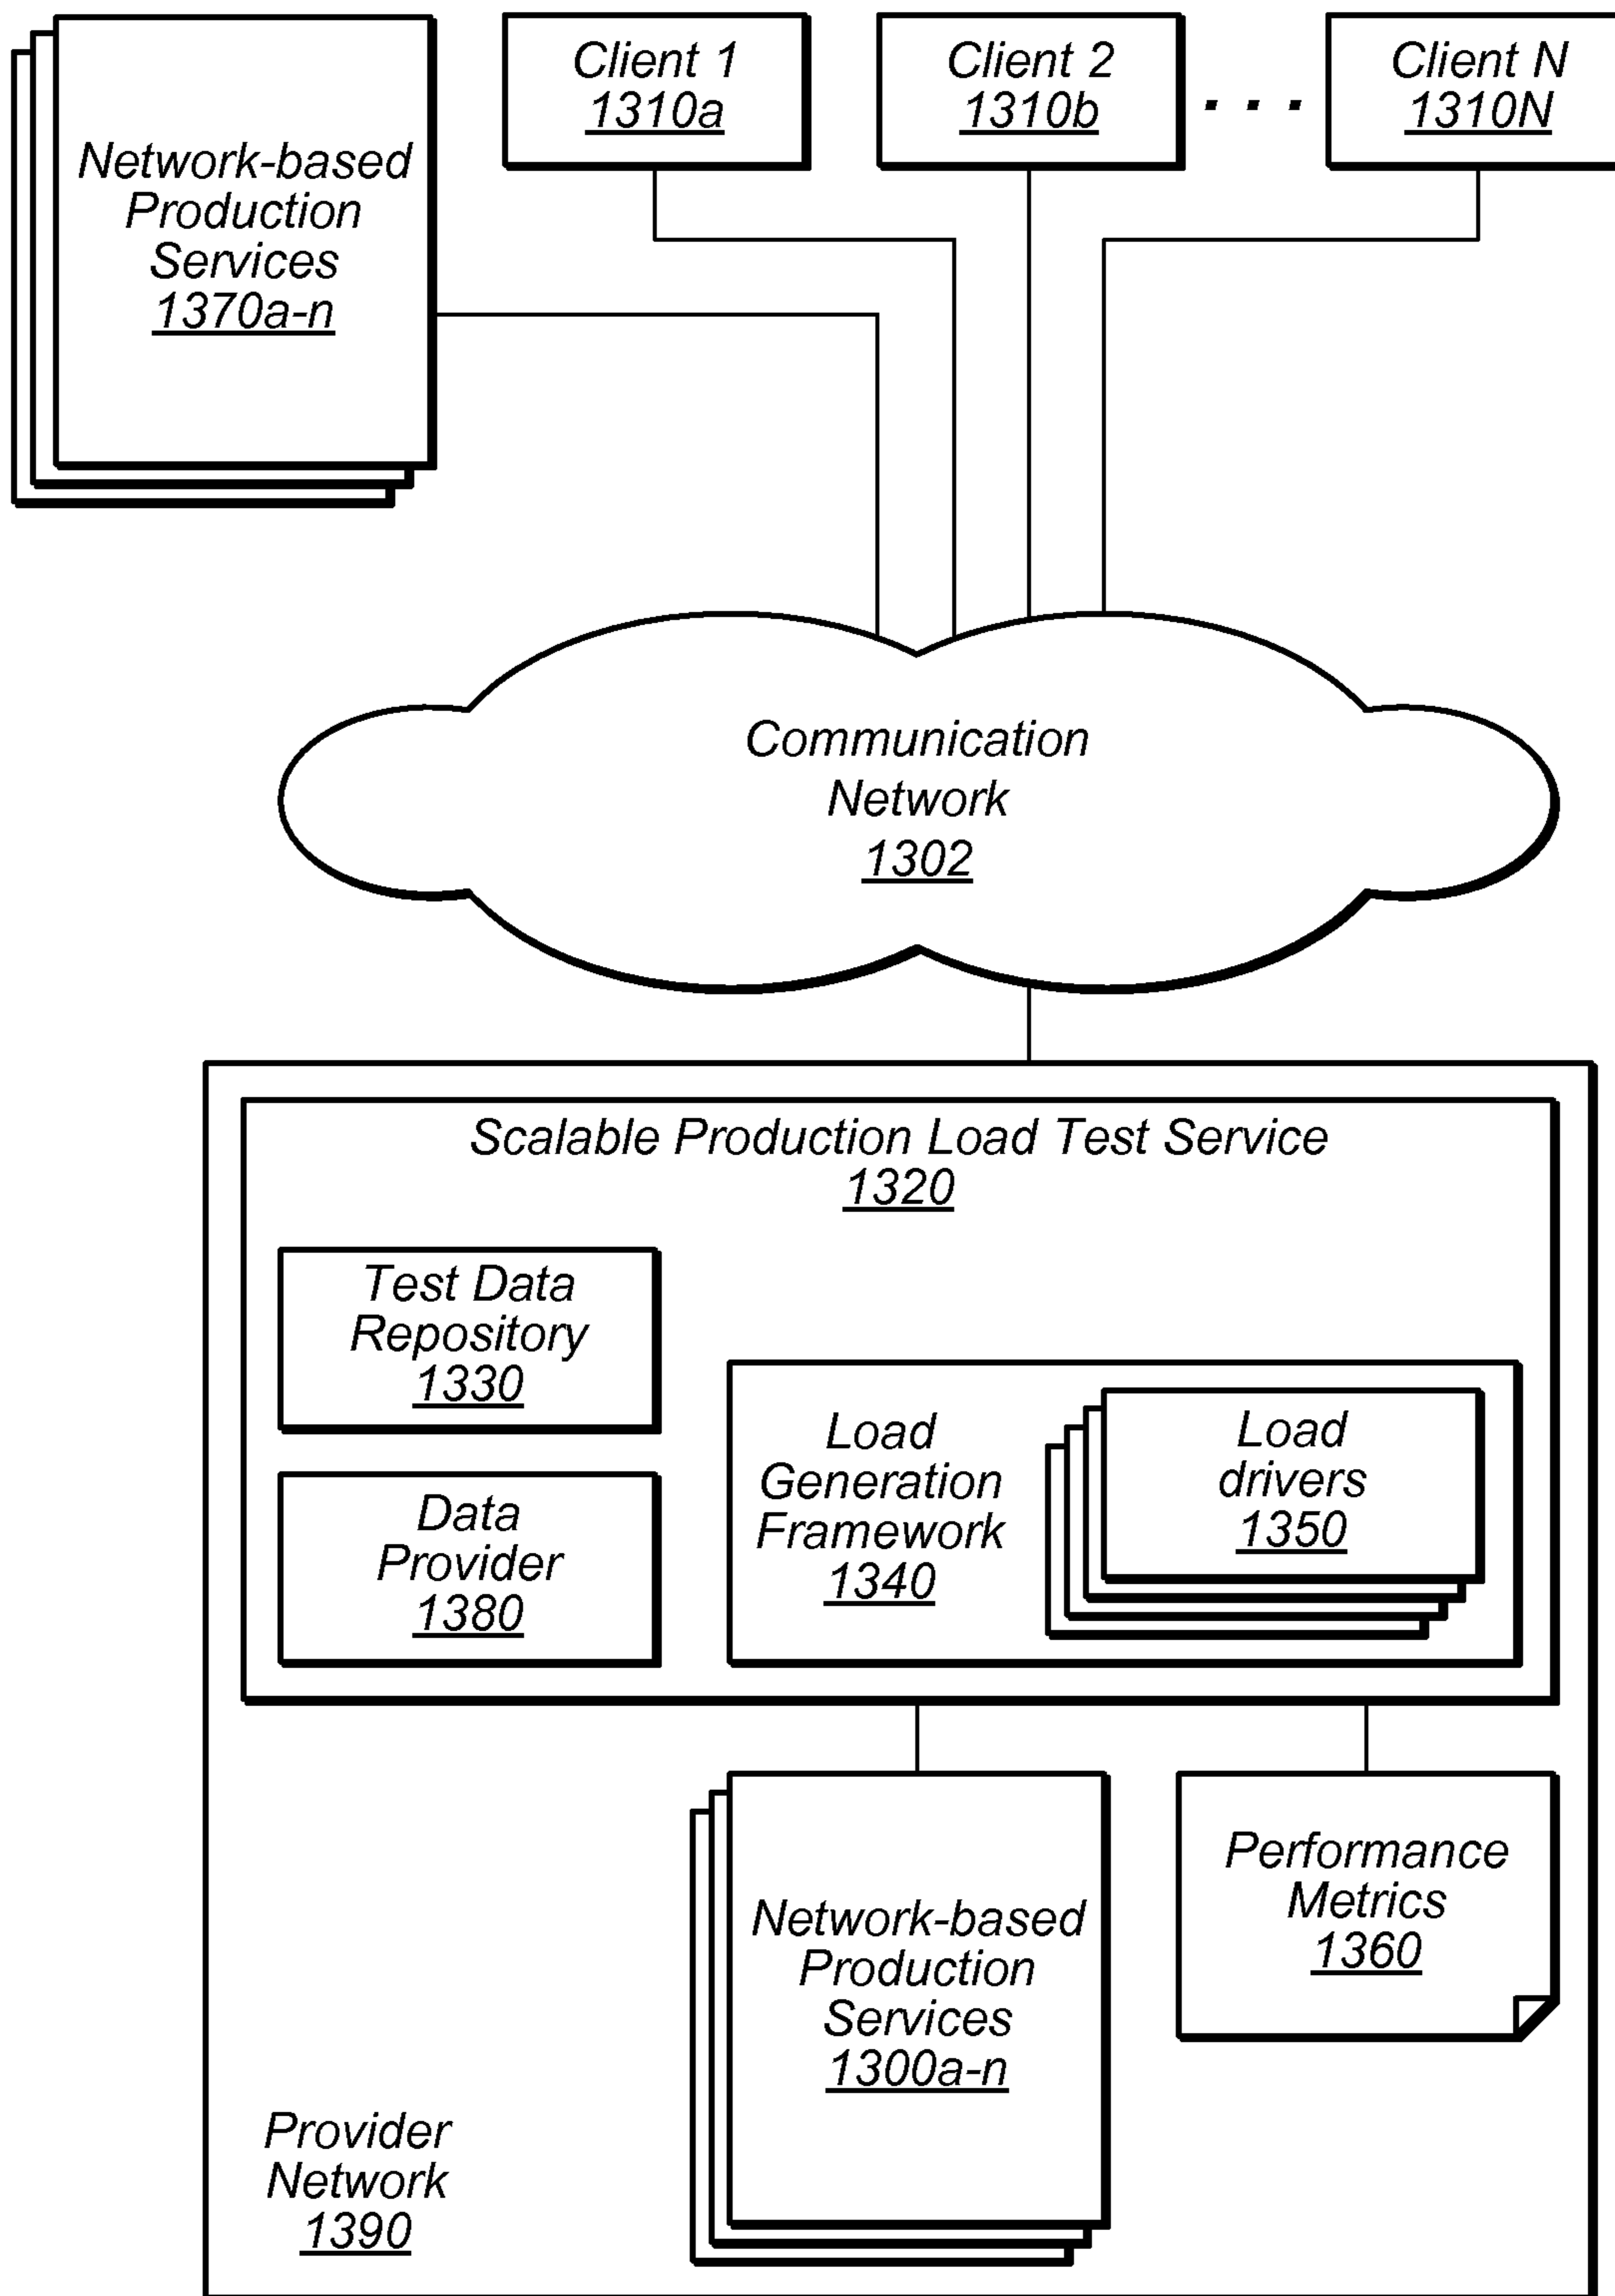 Network-based
Production
Services
1370a-n
Client 1
1310a
Client 2
1310b
. . .
Client N
1310N
Communication
Network
1302
Scalable Production Load Test Service
1320
Test Data
Repository
1330
Data
Provider
1380
Load
Generation
Framework
1340
Load
drivers
1350
Network-based
Production
Services
1300a-n
Performance
Metrics
1360
Provider
Network
1390